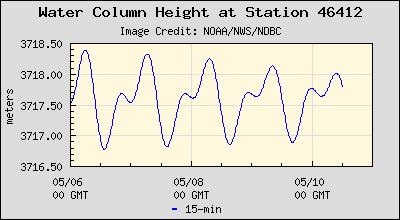 Water Column Height at Station 46412
Image Credit: NOAA/NWS/NDBC
3718.50
3718.00
3717.50
3717.00
3716.50
meters
05/06 05/08 05/10
00 GMT 00 GMT 00 GMT
15-min